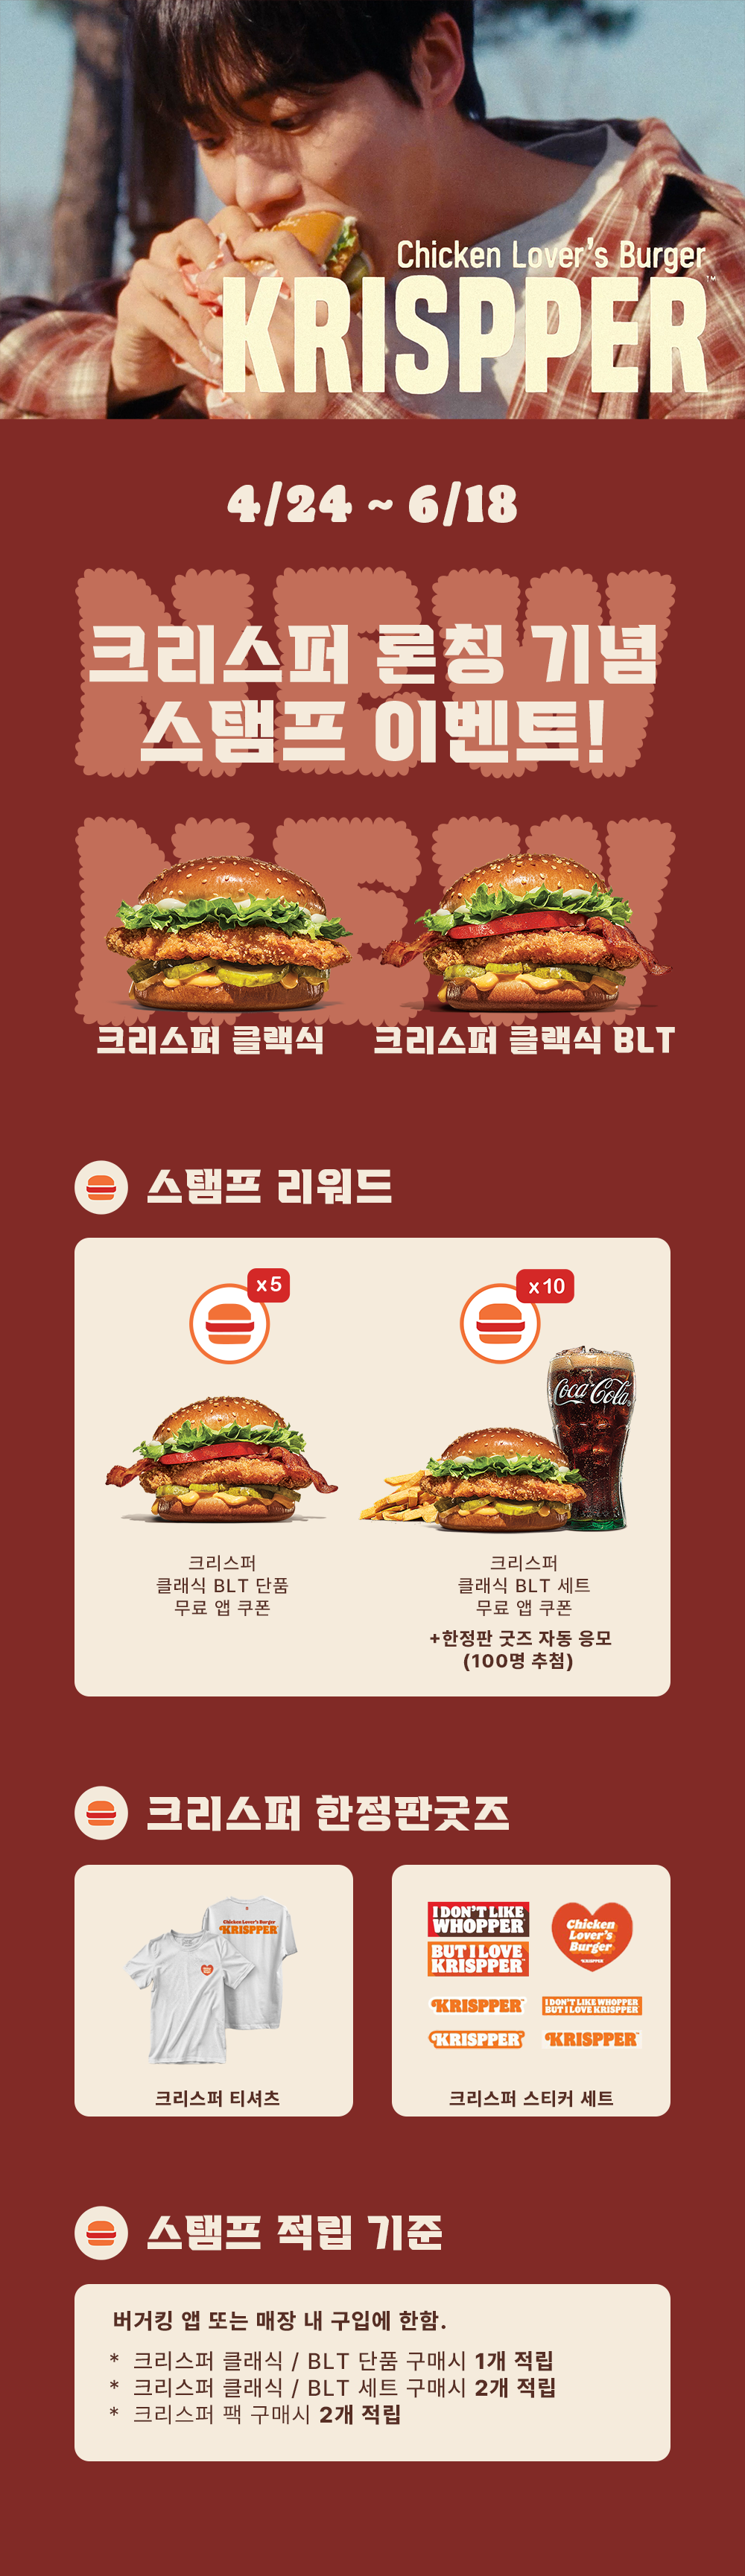 Chicken Lover's Burger
KRISPPER™
4/24 ~ 6/18
NEW
크리스퍼 론칭 기념
스탬프 이벤트!
NEW
크리스퍼 클랙식
크리스퍼 클랙식 BLT
스탬프 리워드
x5
x10
Coca-Cola
크리스퍼
클래식 BLT 단품
무료 앱 쿠폰
크리스퍼
클래식 BLT 세트
무료 앱 쿠폰
+한정판 굿즈 자동 응모
(100명 추첨)
크리스퍼 한정판굿즈
Chicken Lover's Burger
KRISPPER
크리스퍼 티셔츠
I DON'T LIKE
WHOPPER
BUT I LOVE
KRISPPER
Chicken
Lover's
Burger
KRISPPER
KRISPPER
I DON'T LIKE WHOPPER
BUT I LOVE KRISPPER
KRISPPER
KRISPPER
크리스퍼 스티커 세트
스탬프 적립 기준
버거킹 앱 또는 매장 내 구입에 한함.
* 크리스퍼 클래식 / BLT 단품 구매시 1개 적립
* 크리스퍼 클래식 / BLT 세트 구매시 2개 적립
* 크리스퍼 팩 구매시 2개 적립